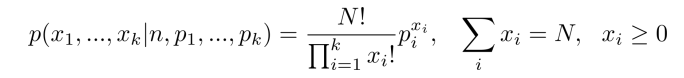 p(x_1, ..., x_k|n, p_1, ..., p_k) = \frac{N!}{\prod_{i=1}^{k} x_i!} p_i^{x_i}, \quad \sum_i x_i = N, \quad x_i \geq 0